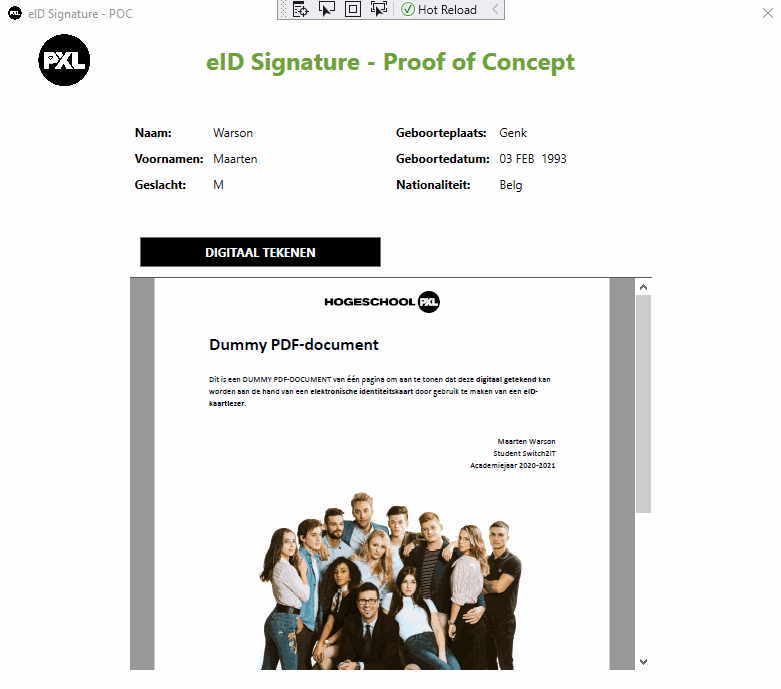 eID Signature - POC
Hot Reload
PXL
eID Signature - Proof of Concept
Naam: Warson
Geboorteplaats: Genk
Voornamen: Maarten
Geboortedatum: 03 FEB 1993
Geslacht: M
Nationaliteit: Belg
DIGITAAL TEKENEN
HOGESCHOOL PXL
Dummy PDF-document
Dit is een DUMMY PDF-DOCUMENT van één pagina om aan te tonen dat deze digitaal getekend kan
worden aan de hand van een elektronische identiteitskaart door gebruik te maken van een eID-
kaartlezer.
Maarten Warson
Student Switch2IT
Academiejaar 2020-2021